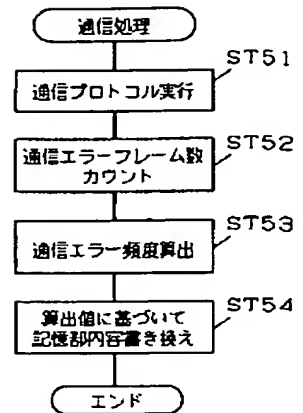 通信処理
ST51
通信プロトコル実行
ST52
通信エラーフレーム数
カウント
ST53
通信エラー頻度算出
ST54
算出値に基づいて
記憶部内容書き換え
エンド